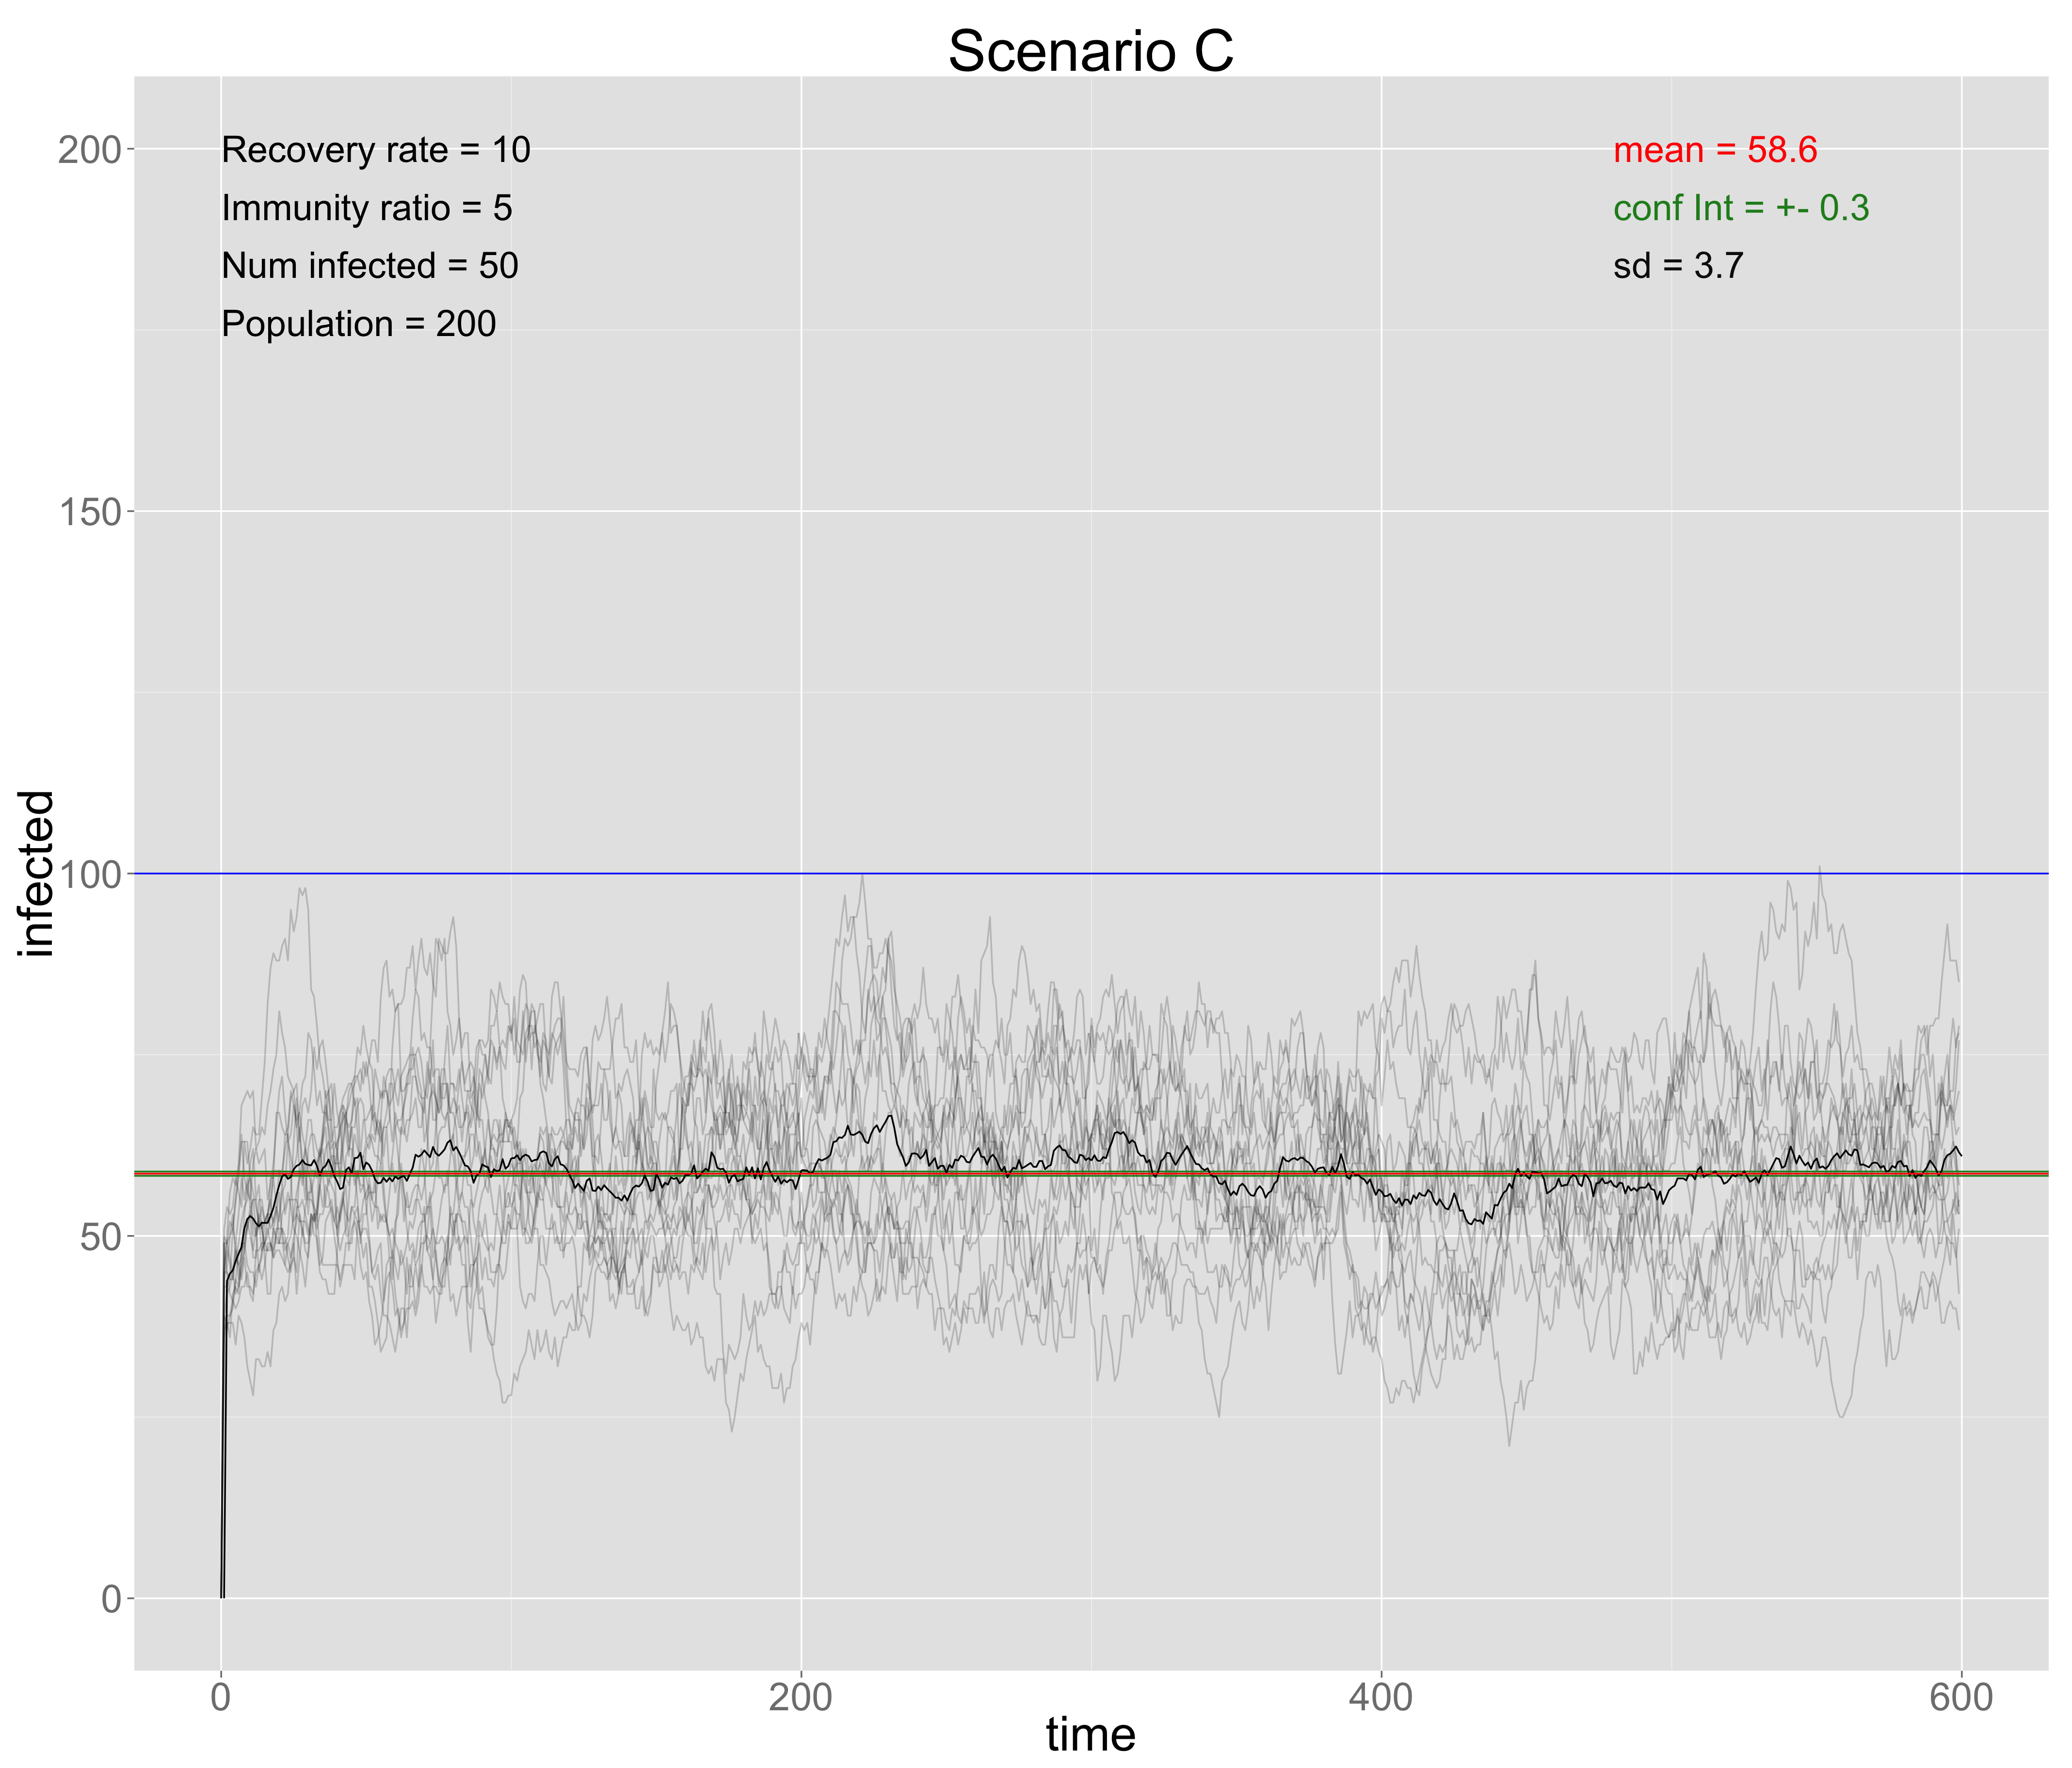 Scenario C
Recovery rate = 10
Immunity ratio = 5
Num infected = 50
Population = 200
mean = 58.6
conf Int = +- 0.3
sd = 3.7
infected
200
150
100
50
0
0 200 400 600
time